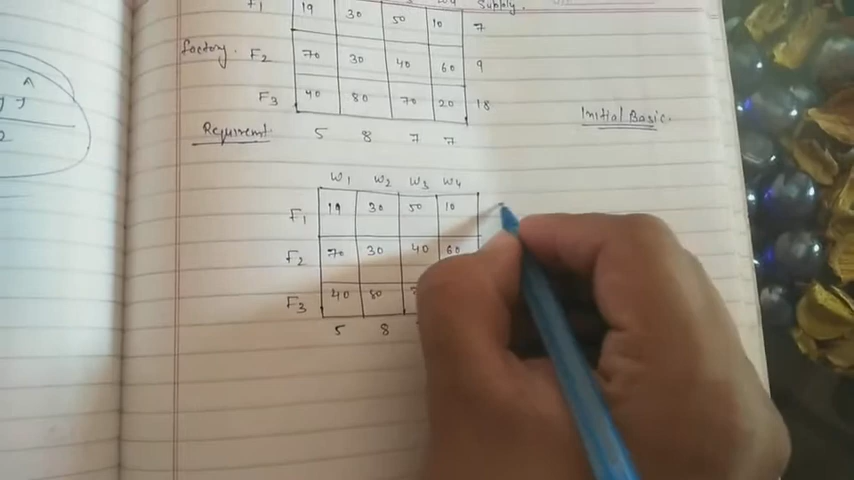 F1 19 30 50 10 7
Supply.
factory. F2 70 30 40 60 9
F3 40 80 70 20 18
Requiremt. 5 8 7 7
Initial Basic.
W1 W2 W3 W4
F1 19 30 50 10
F2 70 30 40 60
F3 40 80
5 8